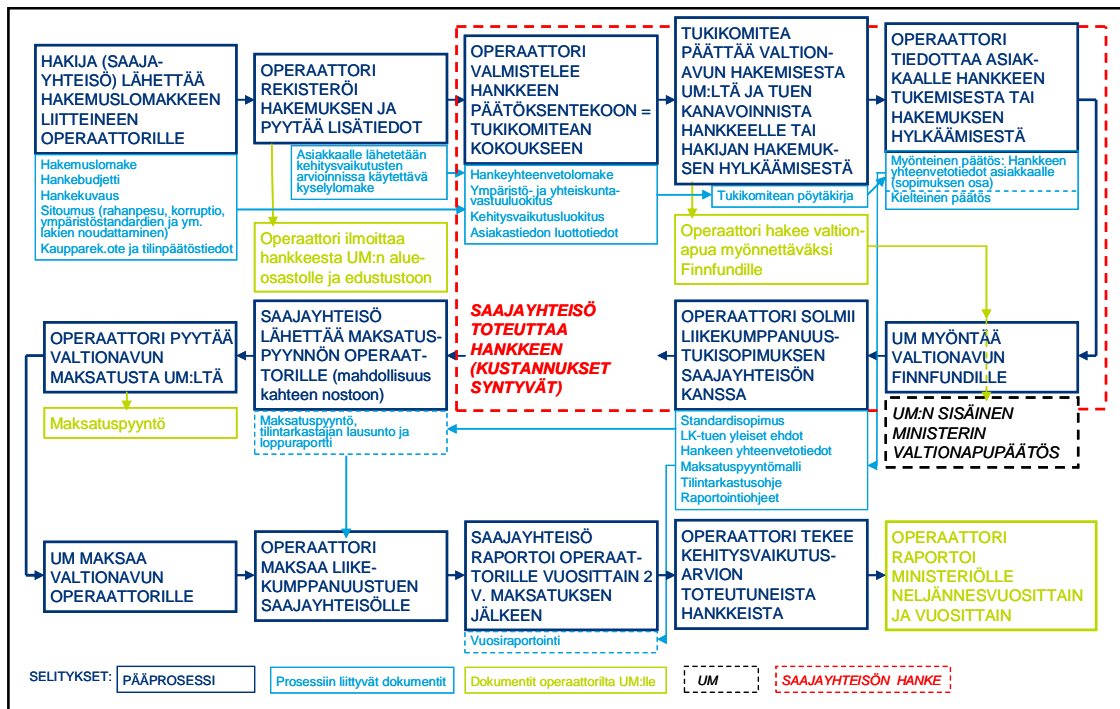 HAKIJA (SAAJA-
YHTEISÖ) LÄHETTÄÄ
HAKEMUSLOMAKKEEN
LIITTEINEEN
OPERAATTORILLE
Hakemuslomake
Hankebudjetti
Hankekuvaus
Sitoumus (rahanpesu, korruptio,
ympäristöstandardien ja ym.
lakien noudattaminen)
Kaupparek.ote ja tilinpäätöstiedot
OPERAATTORI
REKISTERÖI
HAKEMUKSEN JA
PYYTÄÄ LISÄTIEDOT
Asiakkaalle lähetetään
kehitysvaikutusten
arvioinnissa käytettävä
kyselylomake
Operaattori ilmoittaa
hankkeesta UM:n alue-
osastolle ja edustustoon
OPERAATTORI
VALMISTELEE
HANKKEEN
PÄÄTÖKSENTEKOON =
TUKIKOMITEAN
KOKOUKSEEN
Hankeyhteenvetolomake
Ympäristö- ja yhteiskunta-
vastuuluokitus
Kehitysvaikutusluokitus
Asiakastiedon luottotiedot
TUKIKOMITEA
PÄÄTTÄÄ VALTION-
AVUN HAKEMISESTA
UM:LTÄ JA TUEN
KANAVOINNISTA
HANKKEELLE TAI
HAKIJAN HAKEMUK-
SEN HYLKÄÄMISESTÄ
Tukikomitean pöytäkirja
Operaattori hakee valtion-
apua myönnettäväksi
Finnfundille
OPERAATTORI
TIEDOTTAA ASIAK-
KAALLE HANKKEEN
TUKEMISESTA TAI
HAKEMUKSEN
HYLKÄÄMISESTÄ
Myönteinen päätös: Hankkeen
yhteenvetotiedot asiakkaalle
(sopimuksen osa)
Kielteinen päätös
OPERAATTORI PYYTÄÄ
VALTIONAVUN
MAKSATUSTA UM:LTÄ
Maksatuspyyntö
SAAJAYHTEISÖ
LÄHETTÄÄ MAKSATUS-
PYYNNÖN OPERAAT-
TORILLE (mahdollisuus
kahteen nostoon)
Maksatuspyyntö,
tilintarkastajan lausunto ja
loppuraportti
SAAJAYHTEISÖ
TOTEUTTAA
HANKKEEN
(KUSTANNUKSET
SYNTYVÄT)
OPERAATTORI SOLMII
LIIKEKUMPPANUUS-
TUKISOPIMUKSEN
SAAJAYHTEISÖN
KANSSA
Standardisopimus
LK-tuen yleiset ehdot
Hankeen yhteenvetotiedot
Maksatuspyyntömalli
Tilintarkastusohje
Raportointiohjeet
UM MYÖNTÄÄ
VALTIONAVUN
FINNFUNDILLE
UM:N SISÄINEN
MINISTERIN
VALTIONAPUPÄÄTÖS
UM MAKSAA
VALTIONAVUN
OPERAATTORILLE
OPERAATTORI
MAKSAA LIIKE-
KUMPPANUUSTUEN
SAAJAYHTEISÖLLE
SAAJAYHTEISÖ
RAPORTOI OPERAAT-
TORILLE VUOSITTAIN 2
V. MAKSATUKSEN
JÄLKEEN
Vuosiraportointi
OPERAATTORI TEKEE
KEHITYSVAIKUTUS-
ARVION
TOTEUTUNEISTA
HANKKEISTA
OPERAATTORI
RAPORTOI
MINISTERIÖLLE
NELJÄNNESVUOSITTAIN
JA VUOSITTAIN
SELITYKSET:
PÄÄPROSESSI
Prosessiin liittyvät dokumentit
Dokumentit operaattorilta UM:lle
UM
SAAJAYHTEISÖN HANKE